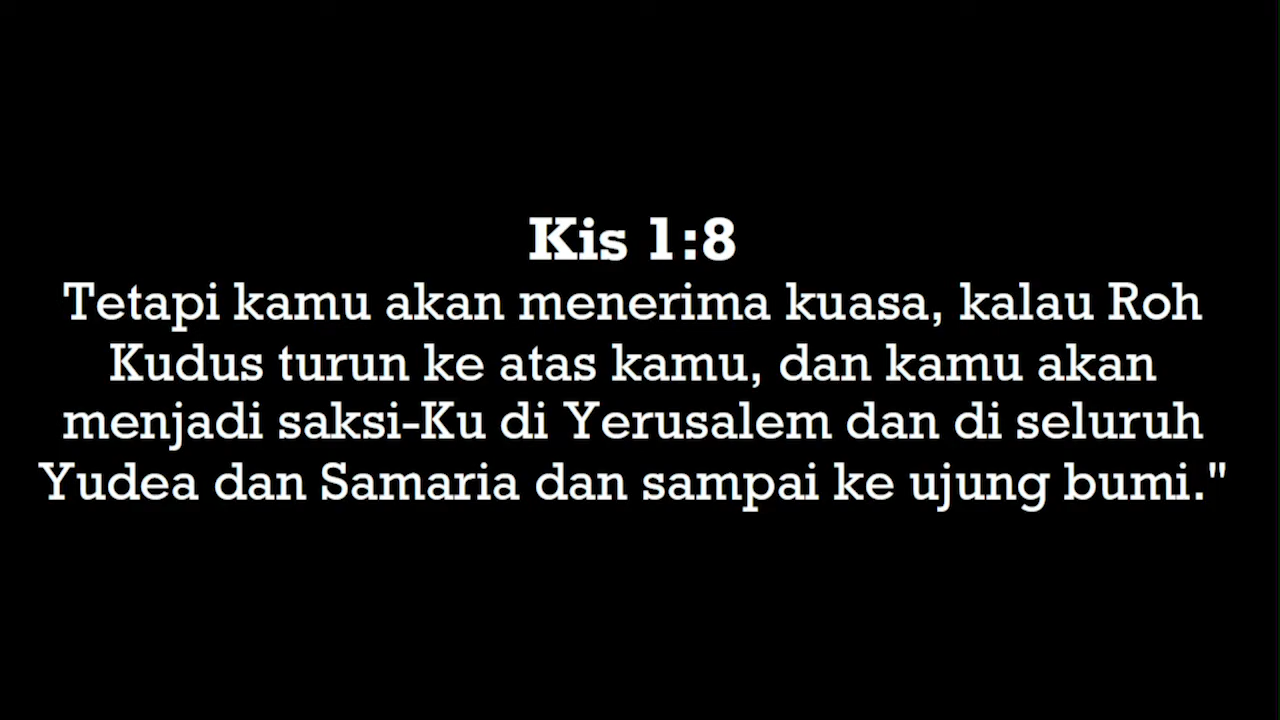 Kis 1:8
Tetapi kamu akan menerima kuasa, kalau Roh
Kudus turun ke atas kamu, dan kamu akan
menjadi saksi-Ku di Yerusalem dan di seluruh
Yudea dan Samaria dan sampai ke ujung bumi."